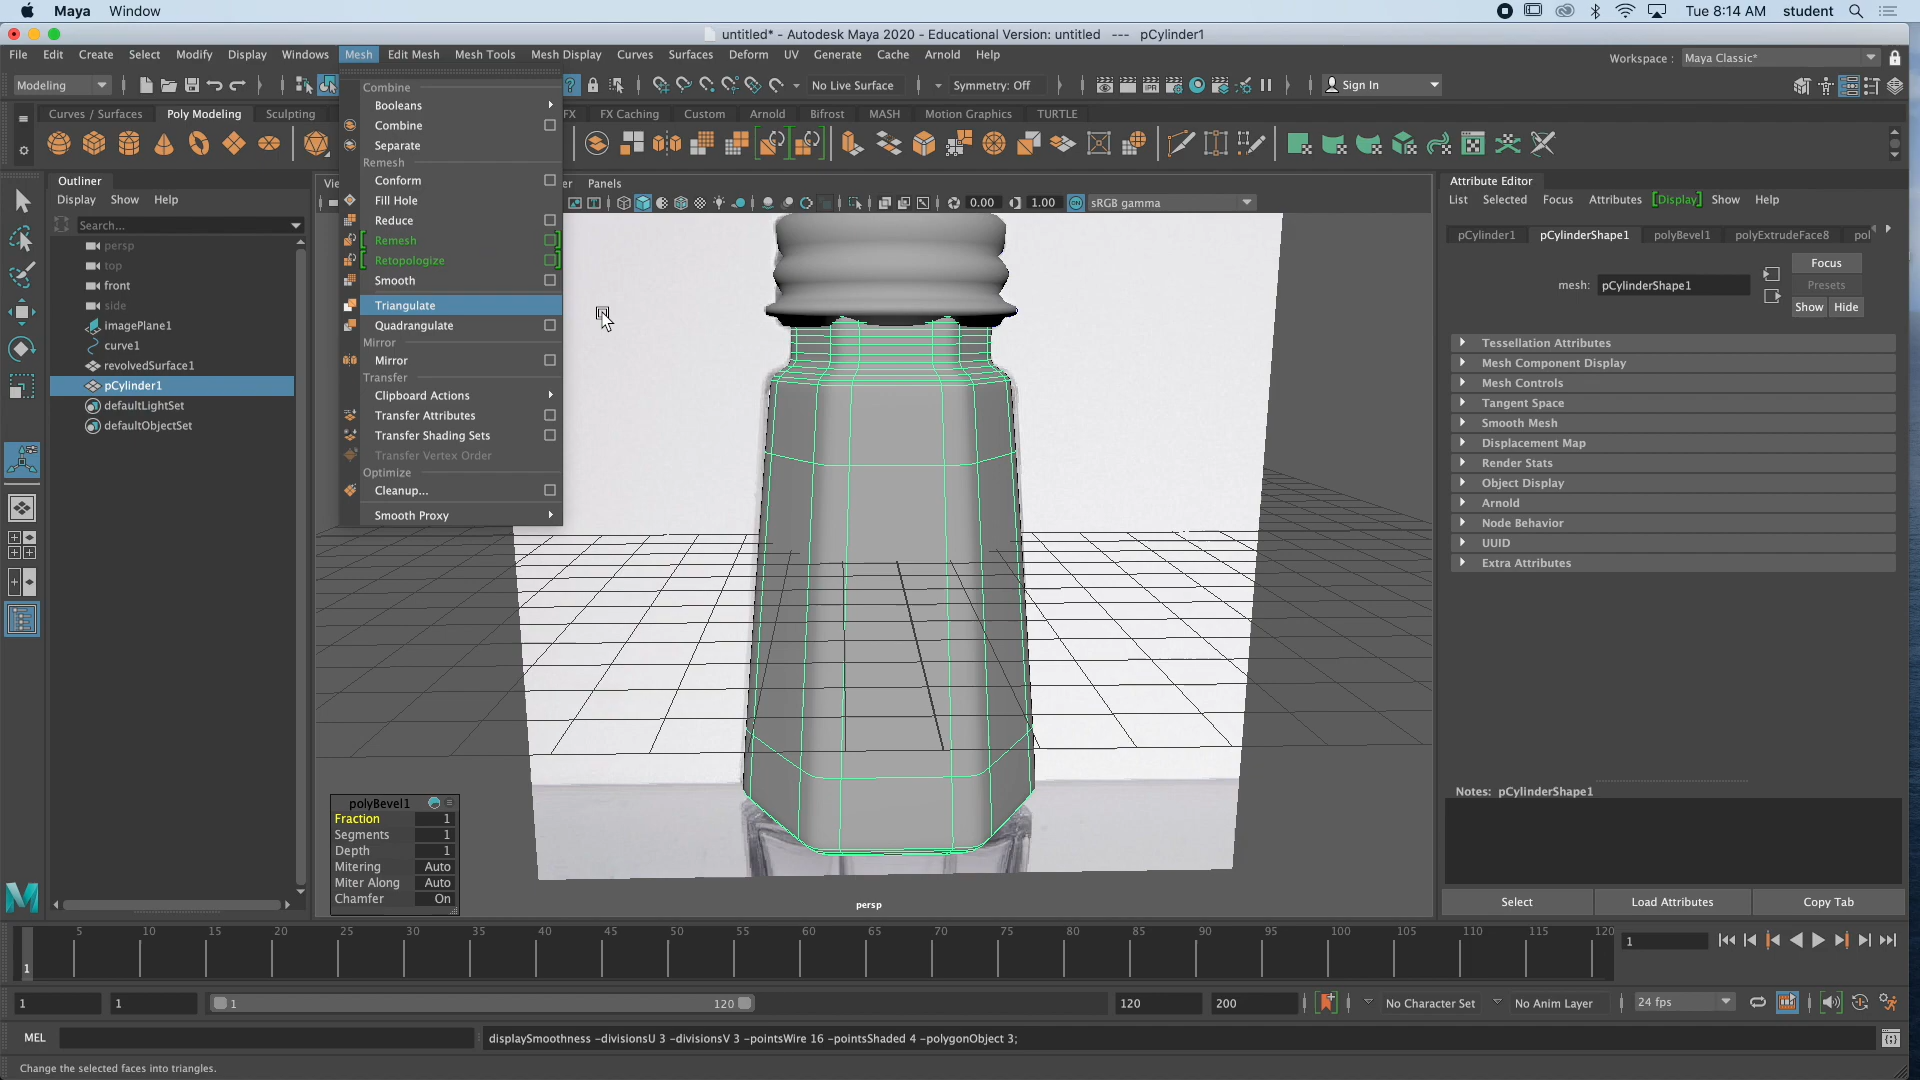 Maya Window Tue 8:14 AM student
untitled* - Autodesk Maya 2020 - Educational Version: untitled --- pCylinder1
File Edit Create Select Modify Display Windows Mesh Edit Mesh Mesh Tools Mesh Display Curves Surfaces Deform UV Generate Cache Arnold Help Workspace : Maya Classic*
Modeling No Live Surface Symmetry: Off Sign In
Curves / Surfaces Poly Modeling Sculpting FX FX Caching Custom Arnold Bifrost MASH Motion Graphics TURTLE
Outliner
Display Show Help
Search...
persp
top
front
side
imagePlane1
curve1
revolvedSurface1
pCylinder1
defaultLightSet
defaultObjectSet
Combine
Booleans
Combine
Separate
Remesh
Conform
Fill Hole
Reduce
Remesh
Retopologize
Smooth
Triangulate
Quadrangulate
Mirror
Mirror
Transfer
Clipboard Actions
Transfer Attributes
Transfer Shading Sets
Transfer Vertex Order
Optimize
Cleanup...
Smooth Proxy
Vie er Panels
0.00 1.00 ON sRGB gamma
polyBevel1
Fraction 1
Segments 1
Depth 1
Mitering Auto
Miter Along Auto
Chamfer On
persp
Attribute Editor
List Selected Focus Attributes [Display] Show Help
pCylinder1 pCylinderShape1 polyBevel1 polyExtrudeFace8 pol
mesh: pCylinderShape1
Focus
Presets
Show Hide
Tessellation Attributes
Mesh Component Display
Mesh Controls
Tangent Space
Smooth Mesh
Displacement Map
Render Stats
Object Display
Arnold
Node Behavior
UUID
Extra Attributes
Notes: pCylinderShape1
Select Load Attributes Copy Tab
5 10 15 20 25 30 35 40 45 50 55 60 65 70 75 80 85 90 95 100 105 110 115 120
1 1
1 1 1 120 120 200 No Character Set No Anim Layer 24 fps
MEL displaySmoothness -divisionsU 3 -divisionsV 3 -pointsWire 16 -pointsShaded 4 -polygonObject 3;
Change the selected faces into triangles.